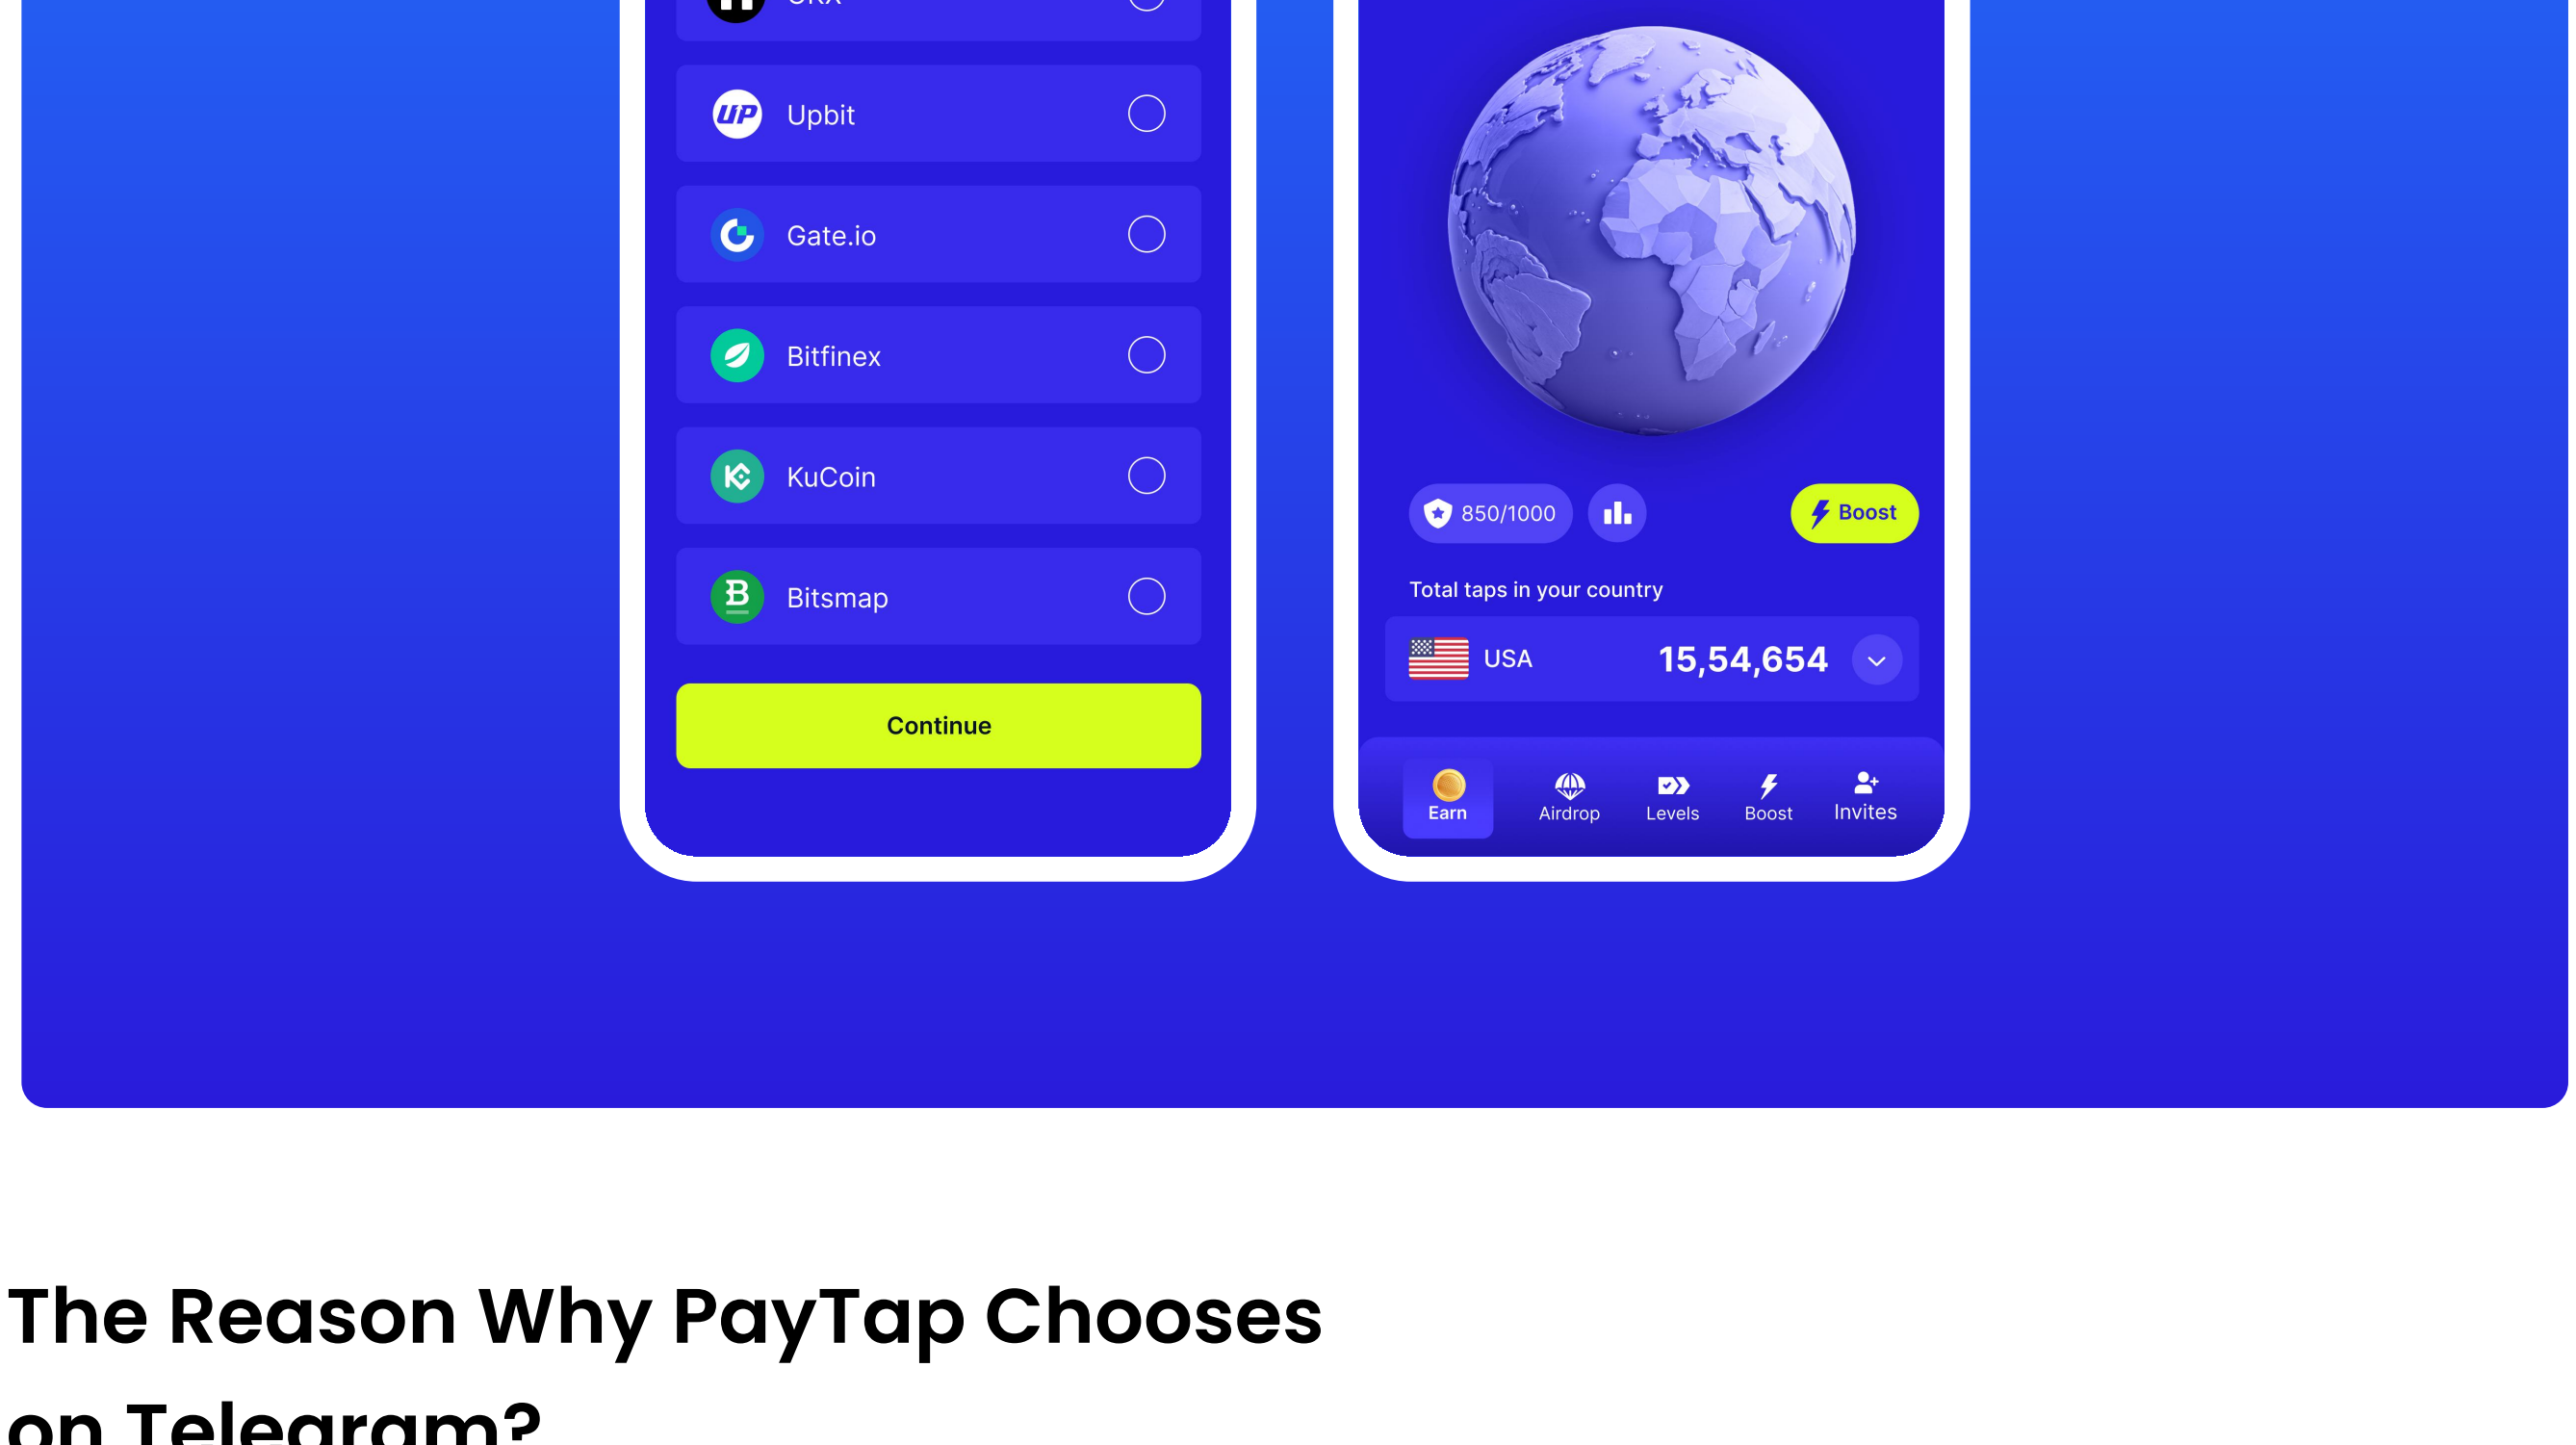 OKX
Upbit
Gate.io
Bitfinex
KuCoin
Bitsmap
Continue
850/1000
Boost
Total taps in your country
USA
15,54,654
Earn
Airdrop
Levels
Boost
Invites
The Reason Why PayTap Chooses
on Telegram?